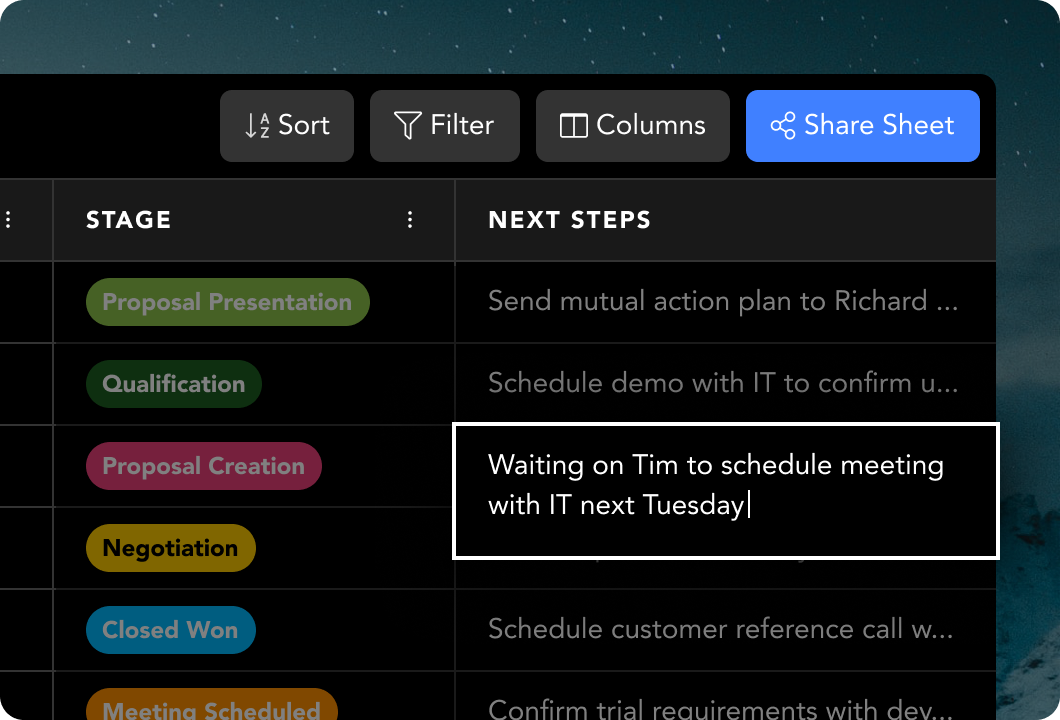 Sort Filter Columns Share Sheet
STAGE NEXT STEPS
Proposal Presentation Send mutual action plan to Richard ...
Qualification Schedule demo with IT to confirm u...
Proposal Creation Waiting on Tim to schedule meeting
with IT next Tuesday
Negotiation
Closed Won Schedule customer reference call w...
Meeting Scheduled Confirm trial requirements with dev...